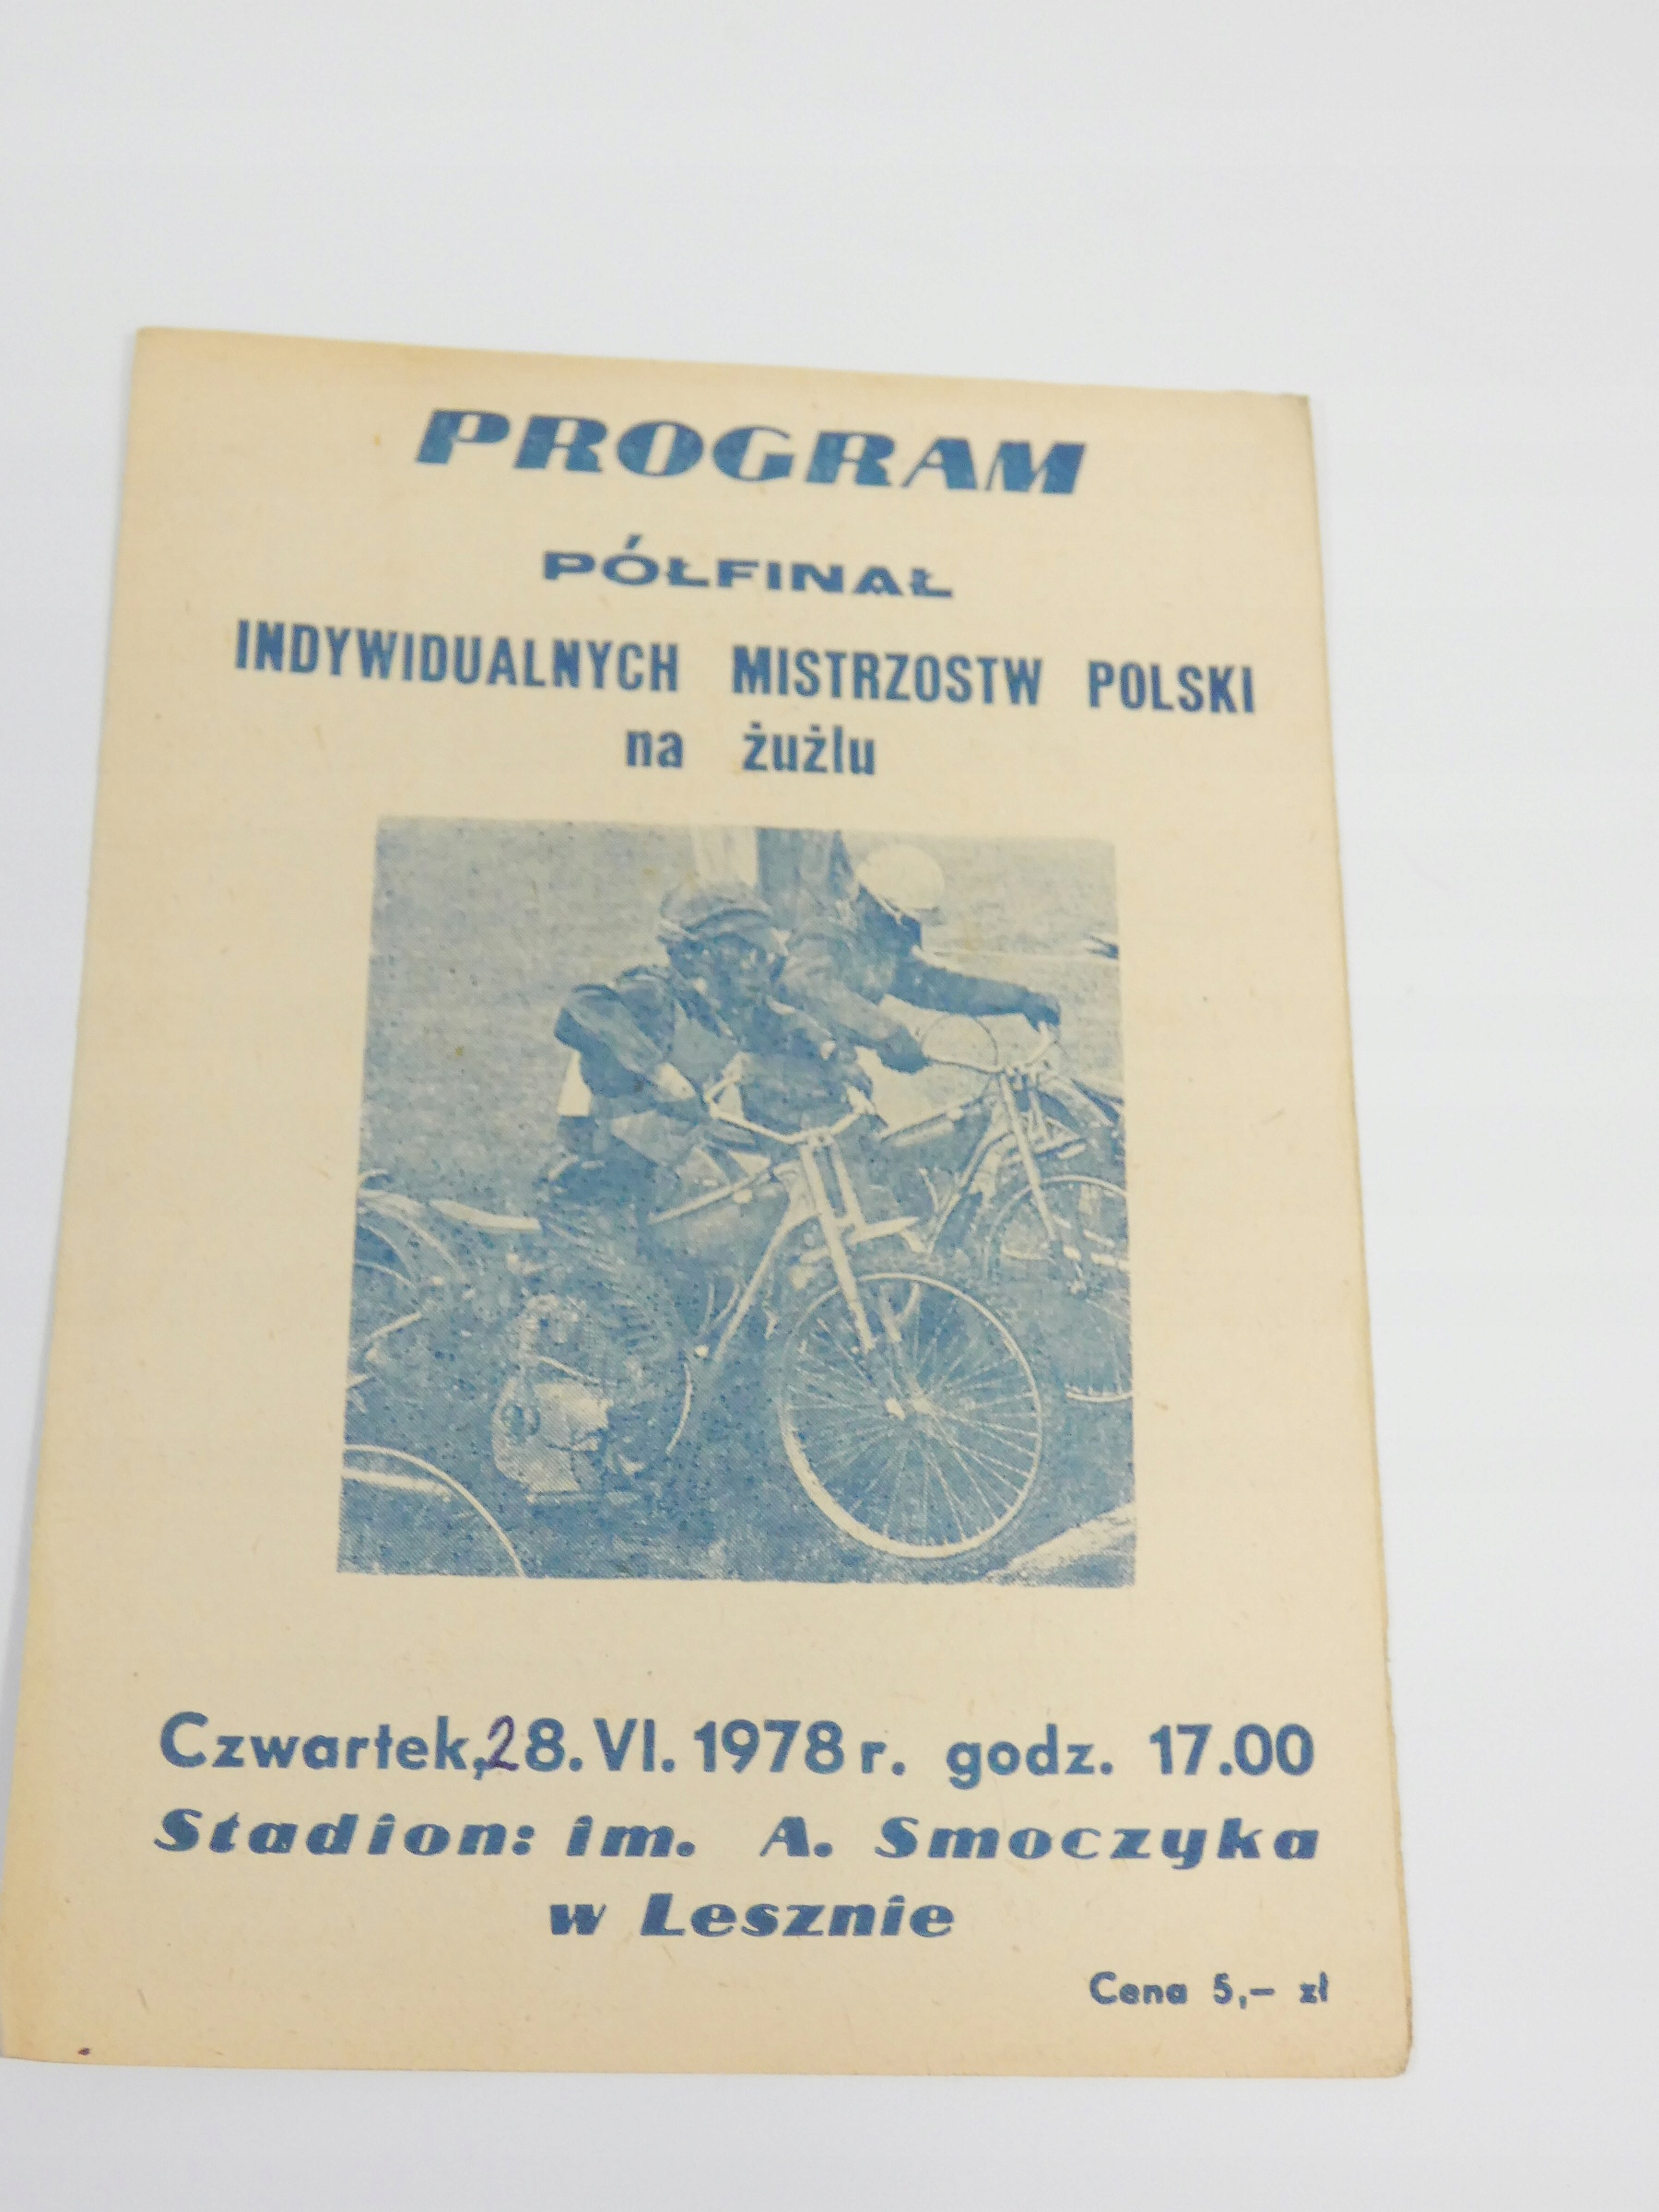 PROGRAM
PÓŁFINAŁ
INDYWIDUALNYCH MISTRZOSTW POLSKI
na żużlu
Czwartek, 28. VI. 1978 r. godz. 17.00
Stadion: im. A. Smoczyka
w Lesznie
Cena 5,— zł